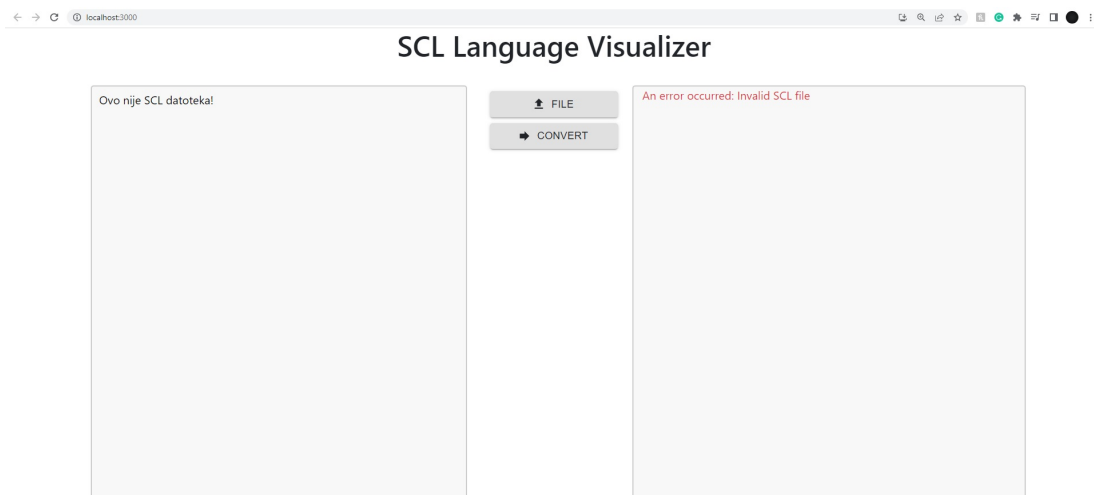 localhost:3000
SCL Language Visualizer
Ovo nije SCL datoteka!
FILE
CONVERT
An error occurred: Invalid SCL file